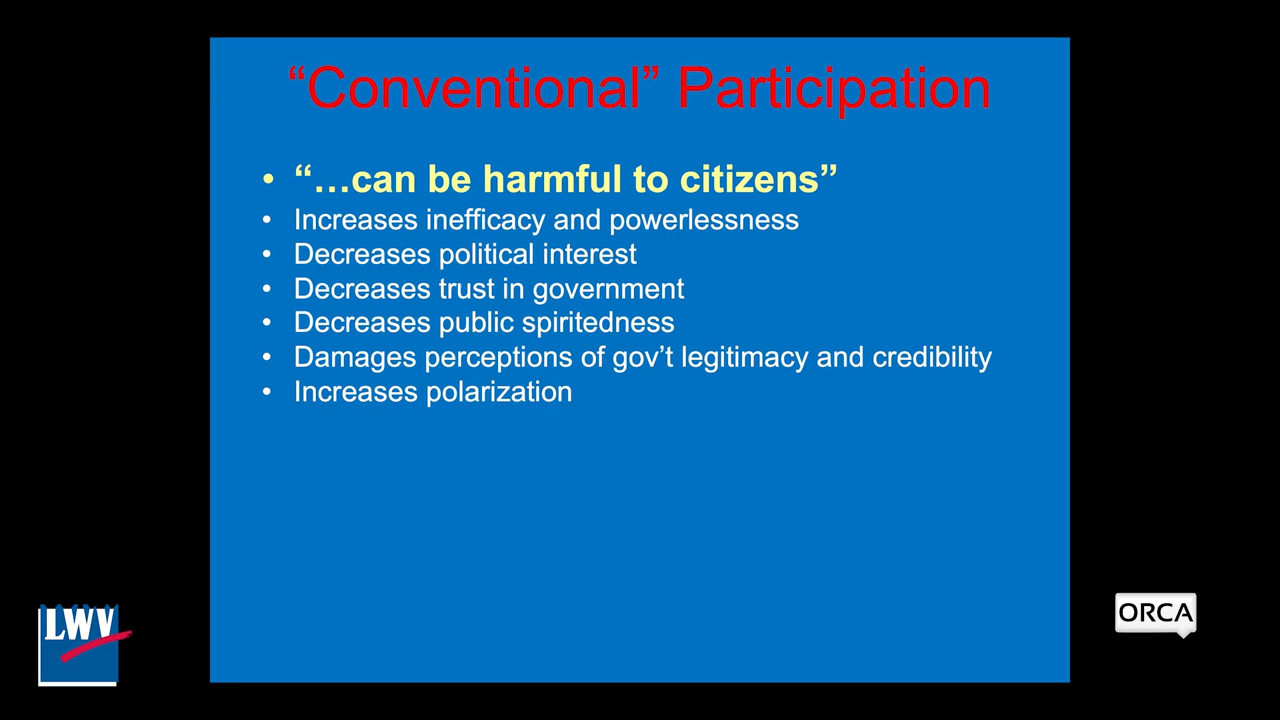 “Conventional” Participation
• “…can be harmful to citizens”
• Increases inefficacy and powerlessness
• Decreases political interest
• Decreases trust in government
• Decreases public spiritedness
• Damages perceptions of gov’t legitimacy and credibility
• Increases polarization
LWV
ORCA